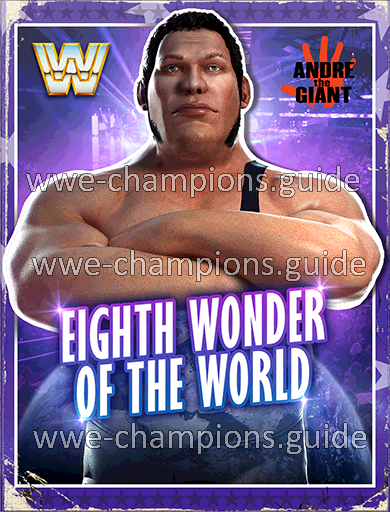 W
ANDRE
the
GIANT
wwe-champions.guide
wwe-champions.guide
EIGHTH WONDER
OF THE WORLD
wwe-champions.guide